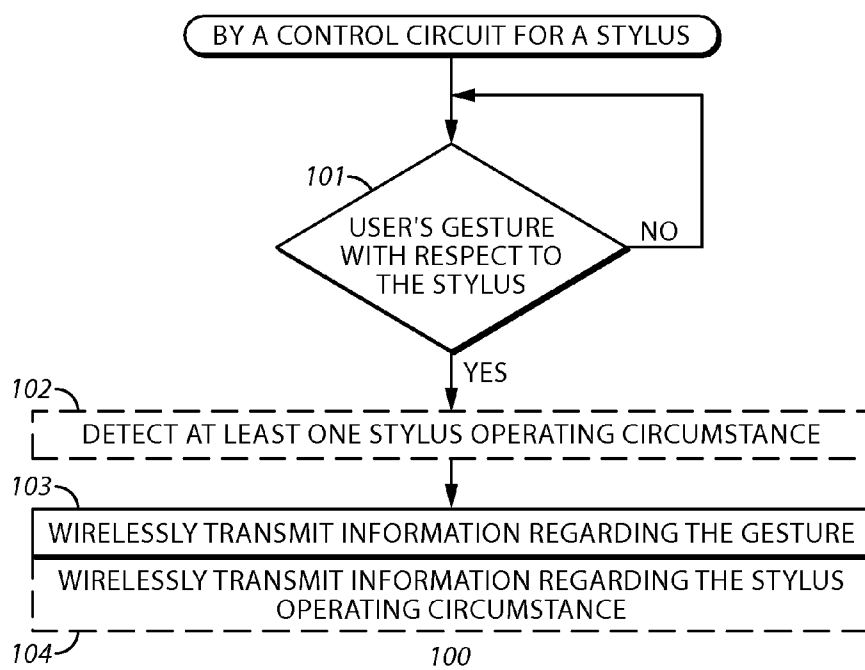 BY A CONTROL CIRCUIT FOR A STYLUS
101
USER'S GESTURE
WITH RESPECT TO
THE STYLUS
NO
YES
102
DETECT AT LEAST ONE STYLUS OPERATING CIRCUMSTANCE
103
WIRELESSLY TRANSMIT INFORMATION REGARDING THE GESTURE
WIRELESSLY TRANSMIT INFORMATION REGARDING THE STYLUS
OPERATING CIRCUMSTANCE
104
100